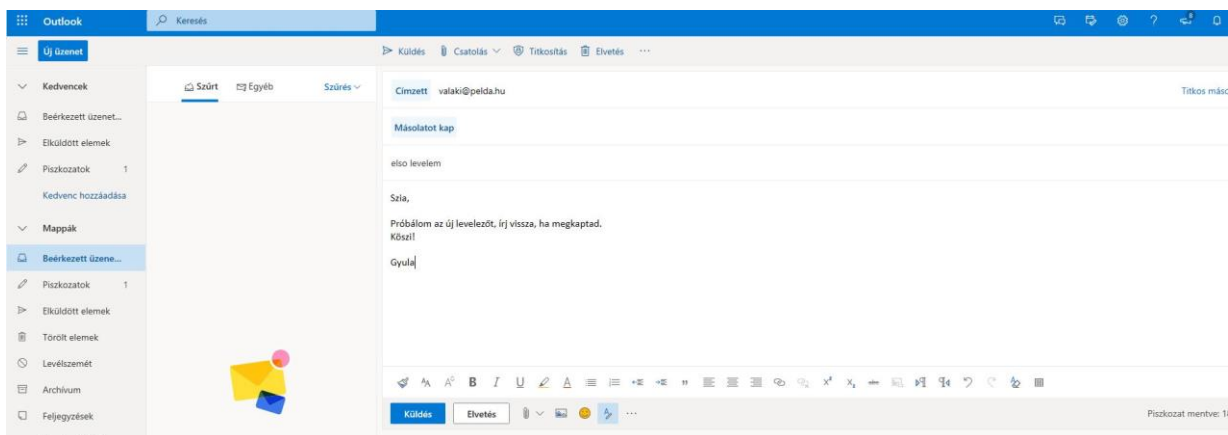 Outlook
Keresés
Új üzenet
Küldés Csatolás Titkosítás Elvetés ...
Kedvencek
Beérkezett üzenet...
Elküldött elemek
Piszkozatok 1
Kedvenc hozzáadása
Mappák
Beérkezett üzene...
Piszkozatok 1
Elküldött elemek
Törölt elemek
Levélszemét
Archívum
Feljegyzések
Szűrt Egyéb Szűrés
Címzett valaki@pelda.hu Titkos máso
Másolatot kap
elso levelem
Szia,
Próbálom az új levelezőt, írj vissza, ha megkaptad.
Köszi!
Gyula
Küldés Elvetés ...
Piszkozat mentve: 18